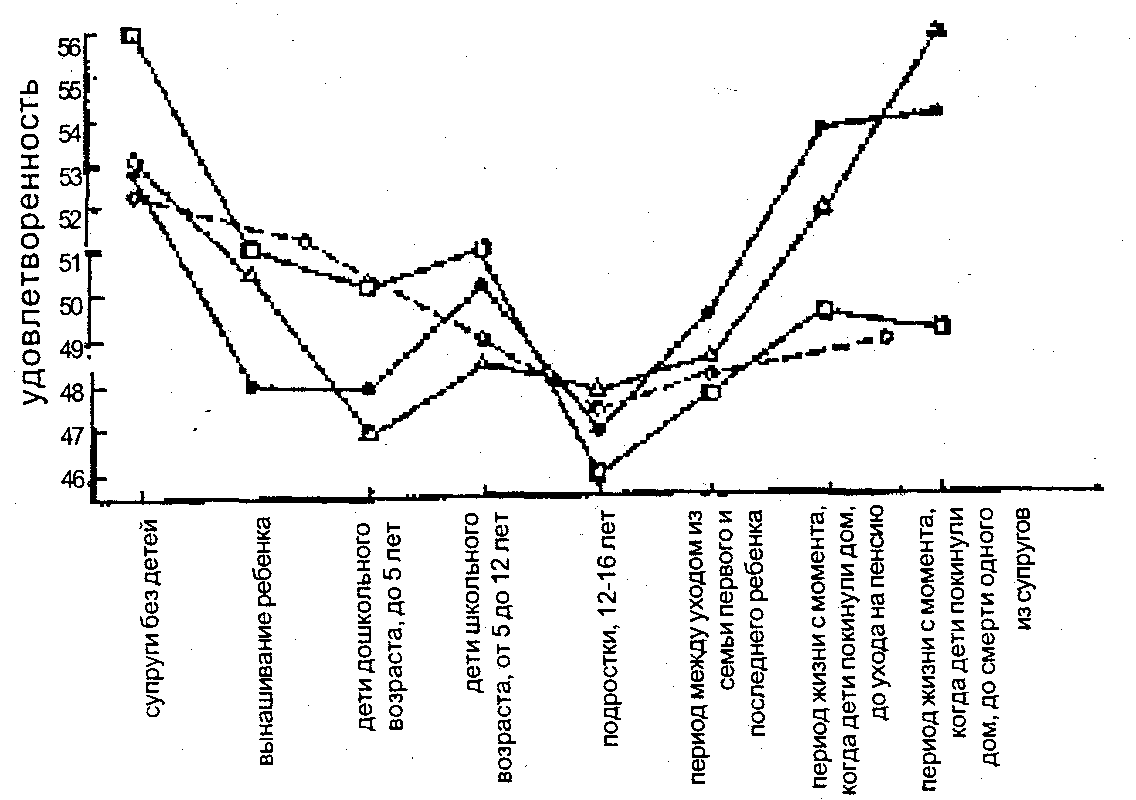 удовлетворенность
56
55
54
53
52
51
50
49
48
47
46
супруги без детей
вынашивание ребенка
дети дошкольного
возраста, до 5 лет
дети школьного
возраста, от 5 до 12 лет
подростки, 12-16 лет
период между уходом из
семьи первого и
последнего ребенка
период жизни с момента,
когда дети покинули дом,
до ухода на пенсию
период жизни с момента,
когда дети покинули
дом, до смерти одного
из супругов